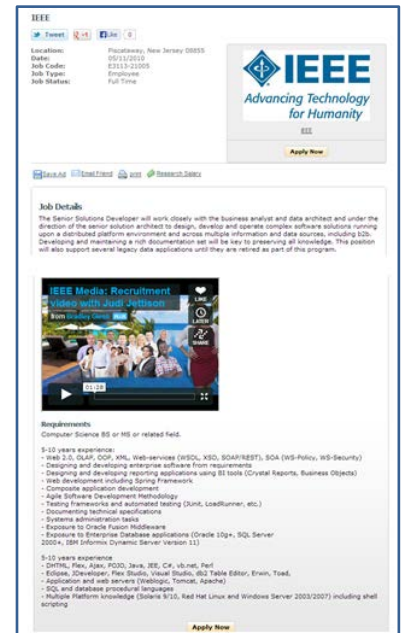 IEEE
Tweet +1 Like 0
Location: Piscataway, New Jersey 08855
Date: 05/11/2010
Job Code: E3113-21005
Job Type: Employee
Job Status: Full Time
IEEE
Advancing Technology
for Humanity
IEEE
Apply Now
Save Ad Email Friend print Research Salary
Job Details
The Senior Solutions Developer will work closely with the business analyst and data architect and under the
direction of the senior solution architect to design, develop and operate complex software solutions running
upon a distributed platform environment and across multiple information and data sources, including b2b.
Developing and maintaining a rich documentation set will be key to preserving all knowledge. This position
will also support several legacy data applications until they are retired as part of this program.
IEEE Media: Recruitment
video with Judi Jettison
from Bradley
LIKE
LATER
SHARE
01:28
Requirements
Computer Science BS or MS or related field.
5-10 years experience:
- Web 2.0, OLAP, OOP, XML, Web-services (WSDL, XSD, SOAP/REST), SOA (WS-Policy, WS-Security)
- Designing and developing enterprise software from requirements
- Designing and developing reporting applications using BI tools (Crystal Reports, Business Objects)
- Web development including Spring Framework
- Composite application development
- Agile Software Development Methodology
- Testing frameworks and automated testing (JUnit, LoadRunner, etc.)
- Documenting technical specifications
- Systems administration tasks
- Exposure to Oracle Fusion Middleware
- Exposure to Enterprise Database applications (Oracle 10g+, SQL Server
2000+, IBM Informix Dynamic Server Version 11)
5-10 years experience
- DHTML, Flex, Ajax, POJO, Java, JEE, C#, vb.net, Perl
- Eclipse, JDeveloper, Flex Studio, Visual Studio, db2 Table Editor, Erwin, Toad,
- Application and web servers (Weblogic, Tomcat, Apache)
- SQL and database procedural languages
- Multiple Platform knowledge (Solaris 9/10, Red Hat Linux and Windows Server 2003/2007) including shell
scripting
Apply Now